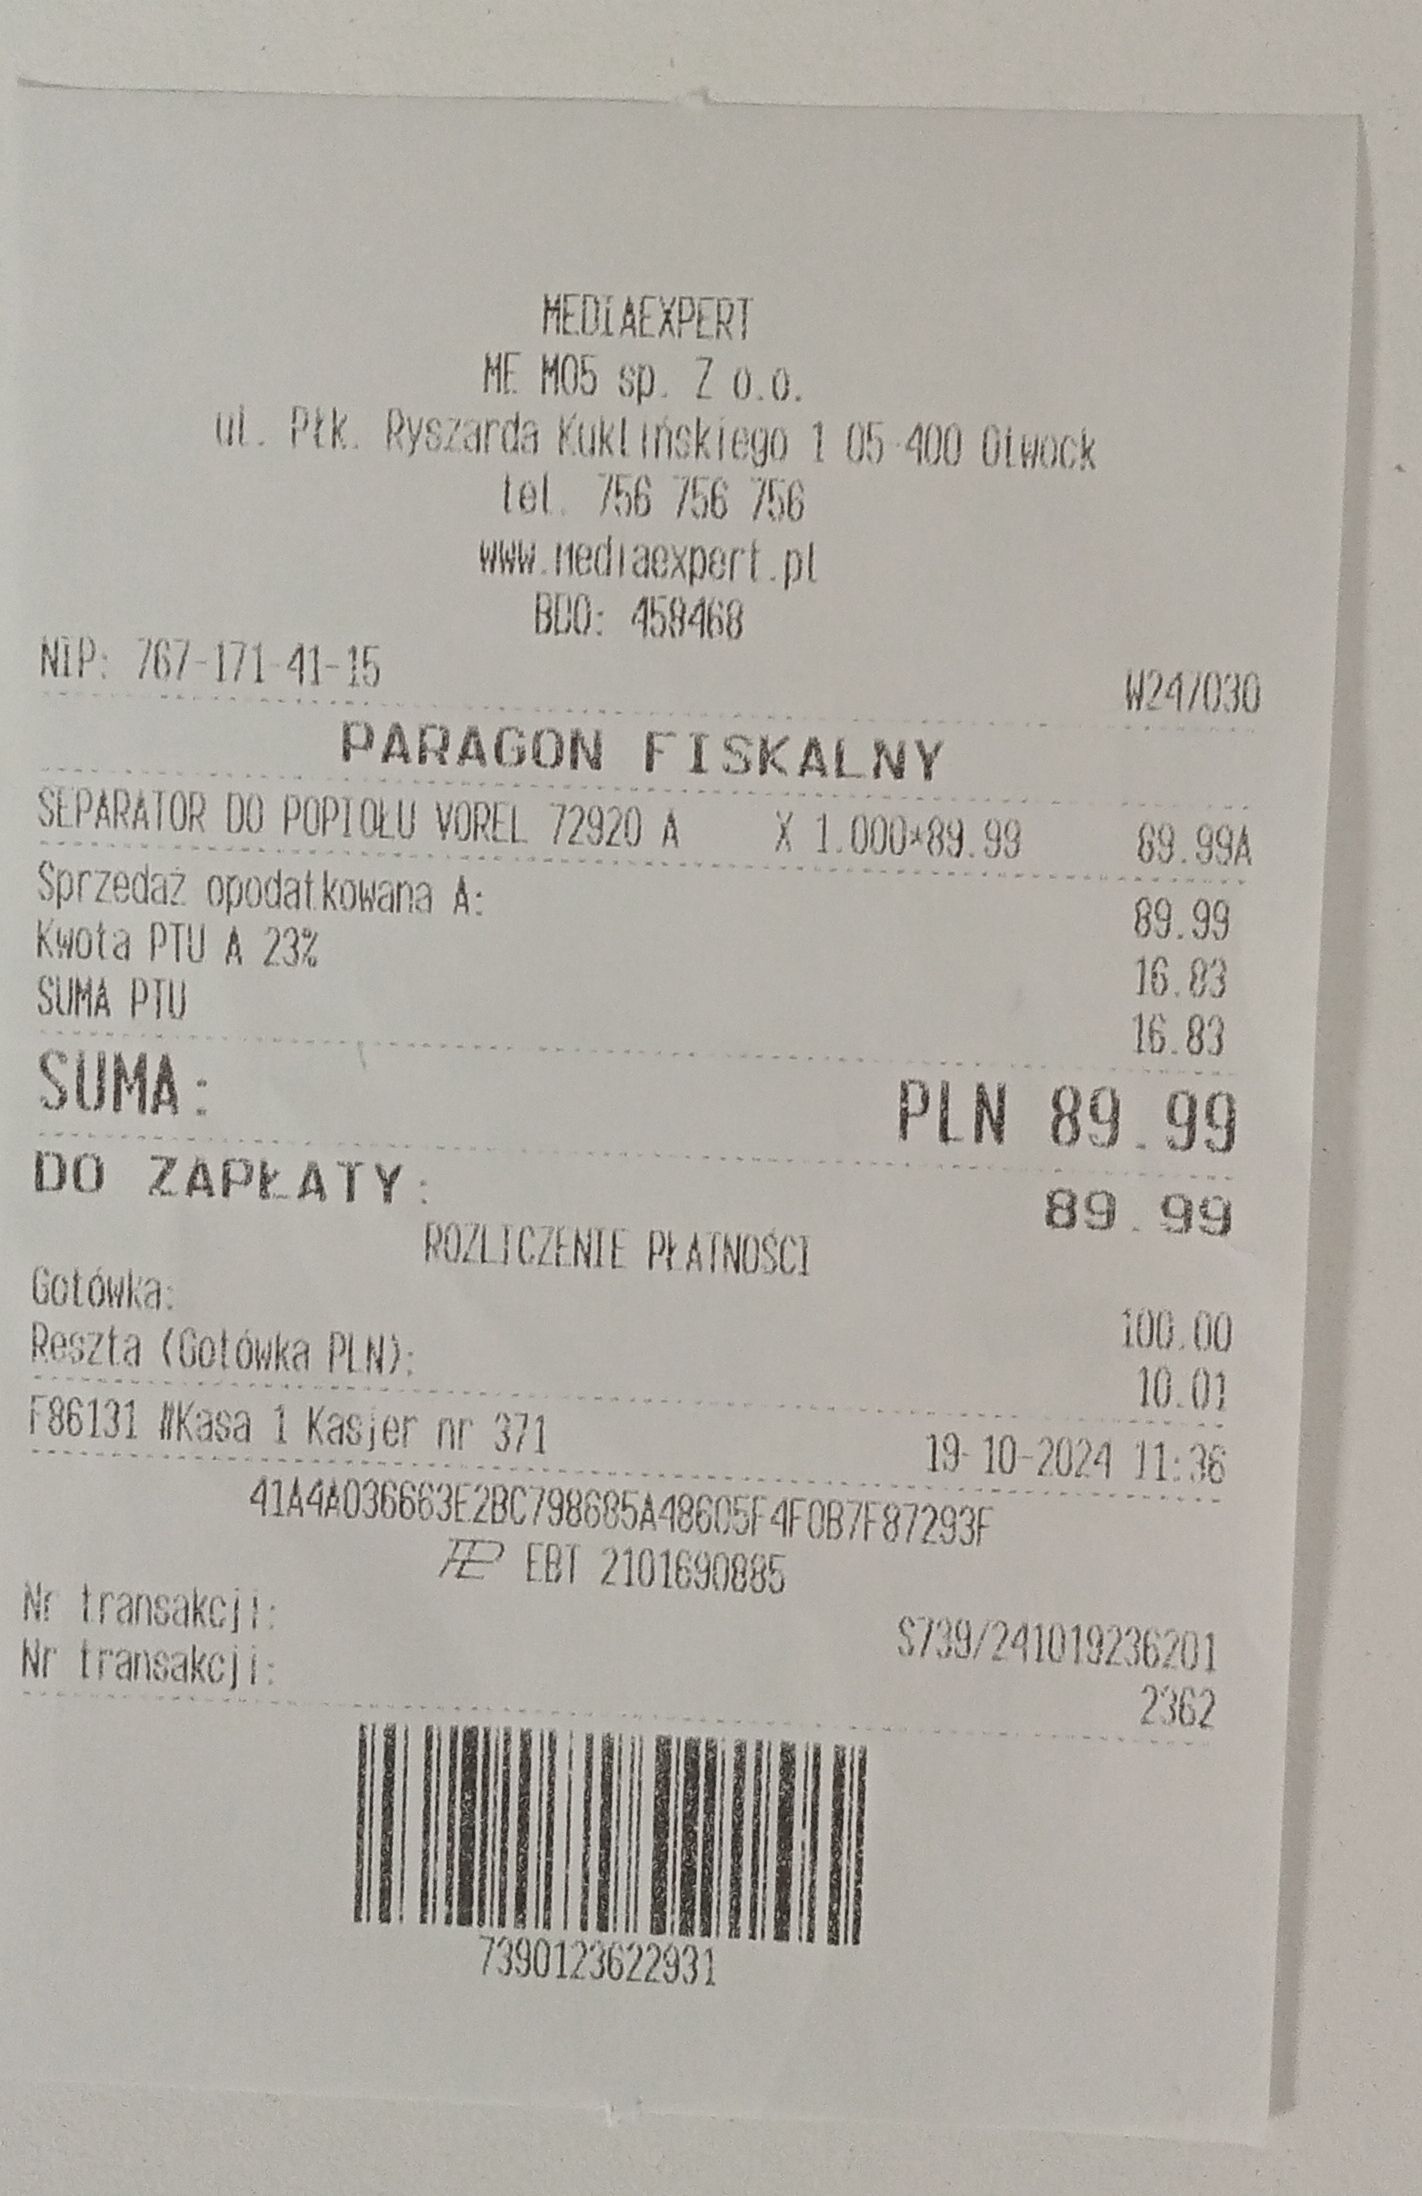 MEDIAEXPERT
ME M05 sp. Z o.o.
ul. Płk. Ryszarda Kuklińskiego 1 05-400 Otwock
tel. 756 756 756
www.mediaexpert.pl
BDO: 458468
NIP: 767-171-41-15 W247030
PARAGON FISKALNY
SEPARATOR DO POPIOŁU VOREL 72920 A X 1.000*89.99 89.99A
Sprzedaż opodatkowana A: 89.99
Kwota PTU A 23% 16.83
SUMA PTU 16.83
SUMA: PLN 89.99
DO ZAPŁATY: 89.99
ROZLICZENIE PŁATNOŚCI
Gotówka: 100.00
Reszta (Gotówka PLN): 10.01
F86131 #Kasa 1 Kasjer nr 371 19-10-2024 11:36
41A4A036663E2BC798685A48605F4F0B7F87293F
EBT 2101690885
Nr transakcji: S739/241019236201
Nr transakcji: 2362
7390123622931